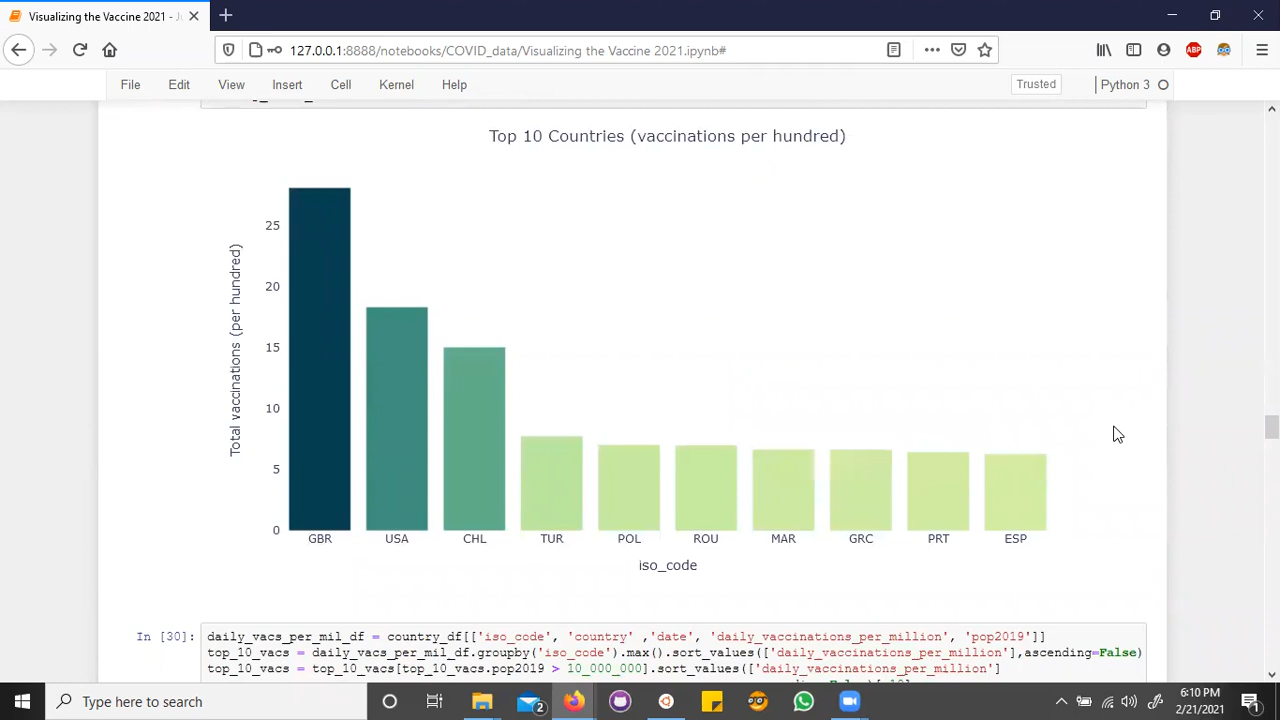 Visualizing the Vaccine 2021 - J
127.0.0.1:8888/notebooks/COVID_data/Visualizing the Vaccine 2021.ipynb#
ABP
File Edit View Insert Cell Kernel Help Trusted Python 3
Top 10 Countries (vaccinations per hundred)
Total vaccinations (per hundred)
25
20
15
10
5
0
GBR USA CHL TUR POL ROU MAR GRC PRT ESP
iso_code
In [30]: daily_vacs_per_mil_df = country_df[['iso_code', 'country' ,'date', 'daily_vaccinations_per_million', 'pop2019']]
top_10_vacs = daily_vacs_per_mil_df.groupby('iso_code').max().sort_values(['daily_vaccinations_per_million'],ascending=False)
top_10_vacs = top_10_vacs[top_10_vacs.pop2019 > 10_000_000].sort_values(['daily_vaccinations_per_million']
Type here to search
2
6:10 PM
2/21/2021
1